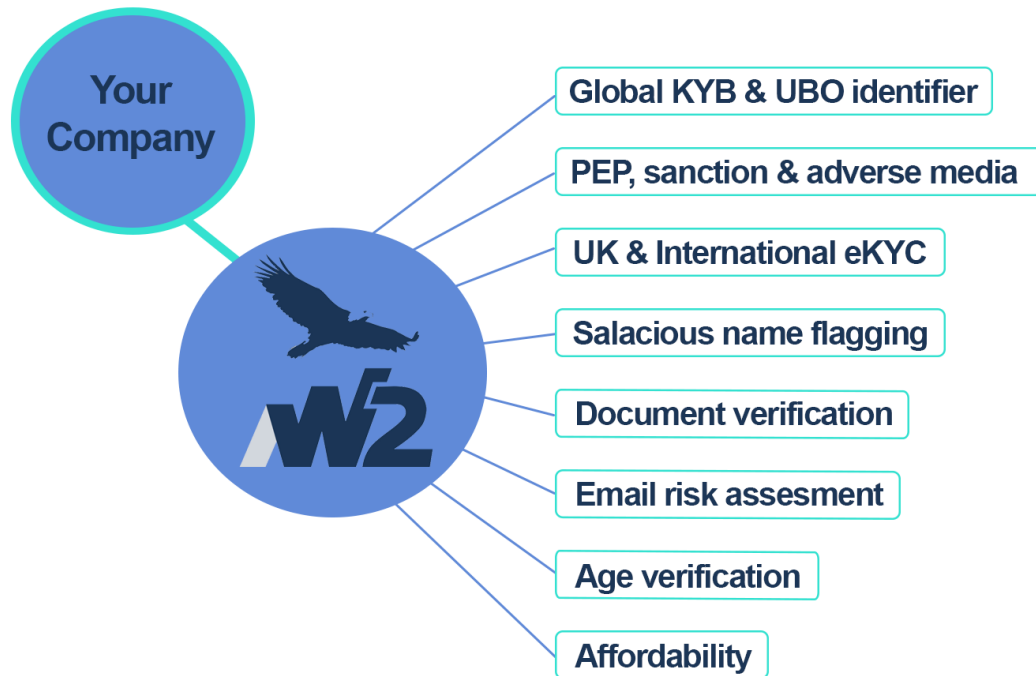 Your
Company
Global KYB & UBO identifier
PEP, sanction & adverse media
UK & International eKYC
Salacious name flagging
W2
Document verification
Email risk assesment
Age verification
Affordability